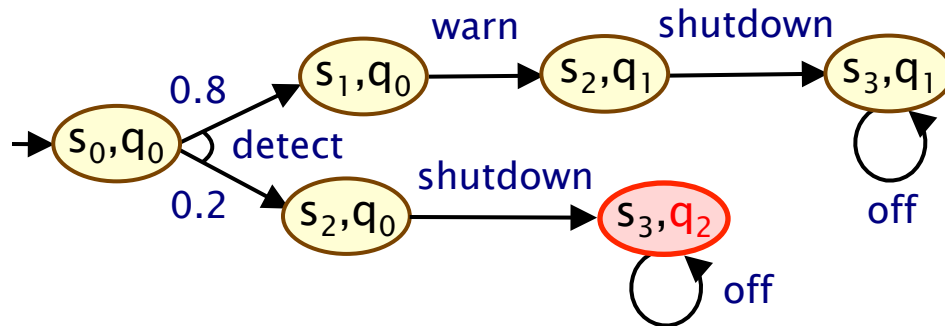 warn
shutdown
s₁,q₀
s₂,q₁
s₃,q₁
0.8
s₀,q₀
detect
off
0.2
shutdown
s₂,q₀
s₃,q₂
off